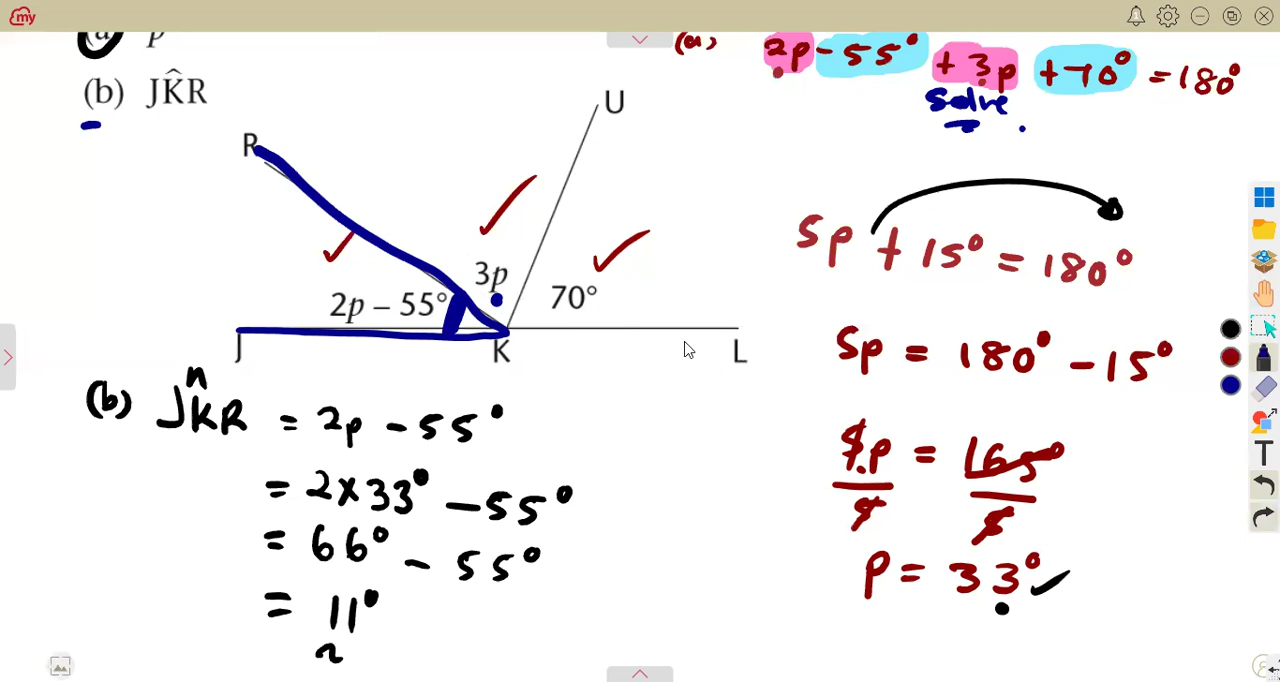 my
(a) p
(b) JK̂R
(a) 2p - 55° + 3p + 70° = 180°
Solve
R
U
3p
2p – 55°
70°
J
K
L
5p + 15° = 180°
5p = 180° - 15°
5p = 165°
5 5
p = 33°
(b) JK̂R = 2p - 55°
= 2 × 33° - 55°
= 66° - 55°
= 11°
T